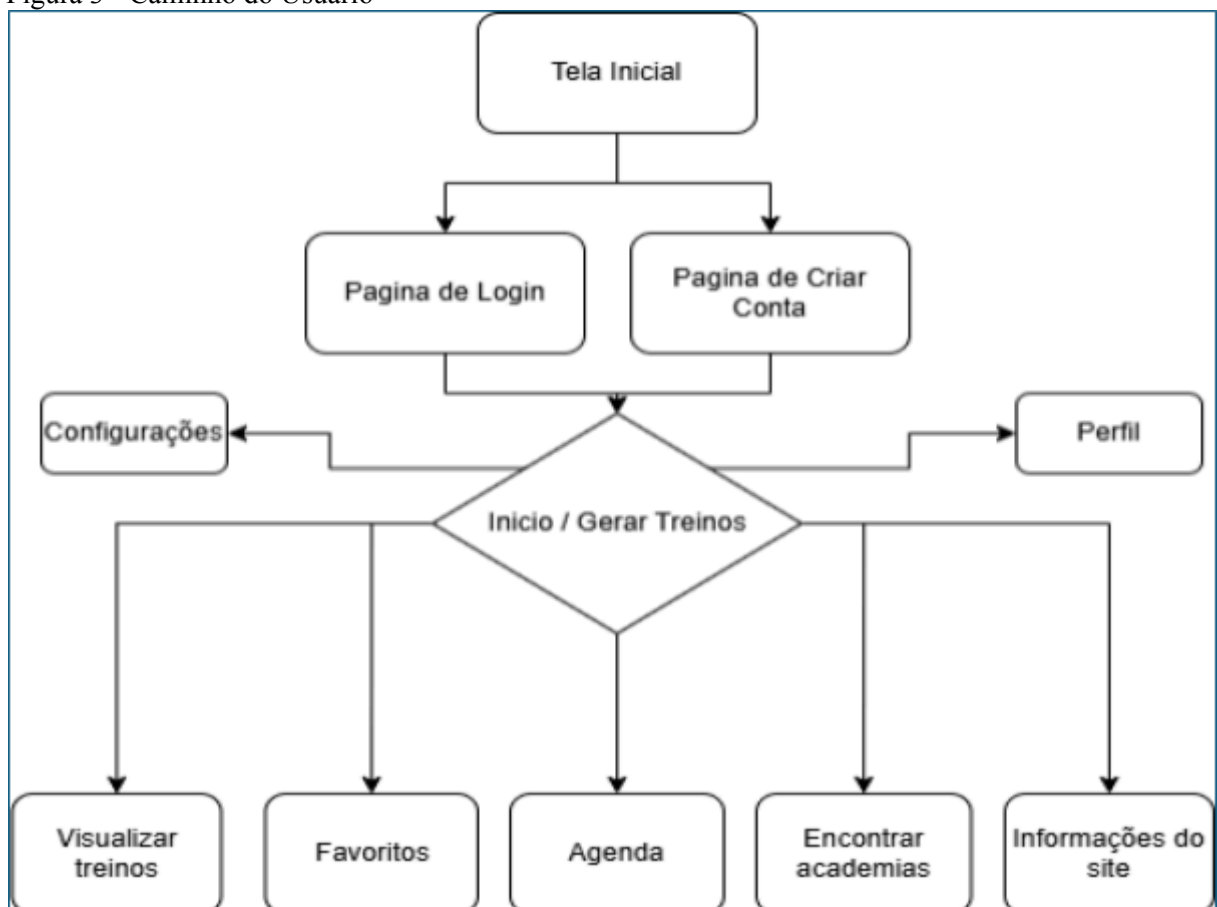 Figura 3 - Caminho do Usuário
Tela Inicial
Pagina de Login
Pagina de Criar
Conta
Configurações
Perfil
Inicio / Gerar Treinos
Visualizar
treinos
Favoritos
Agenda
Encontrar
academias
Informações do
site